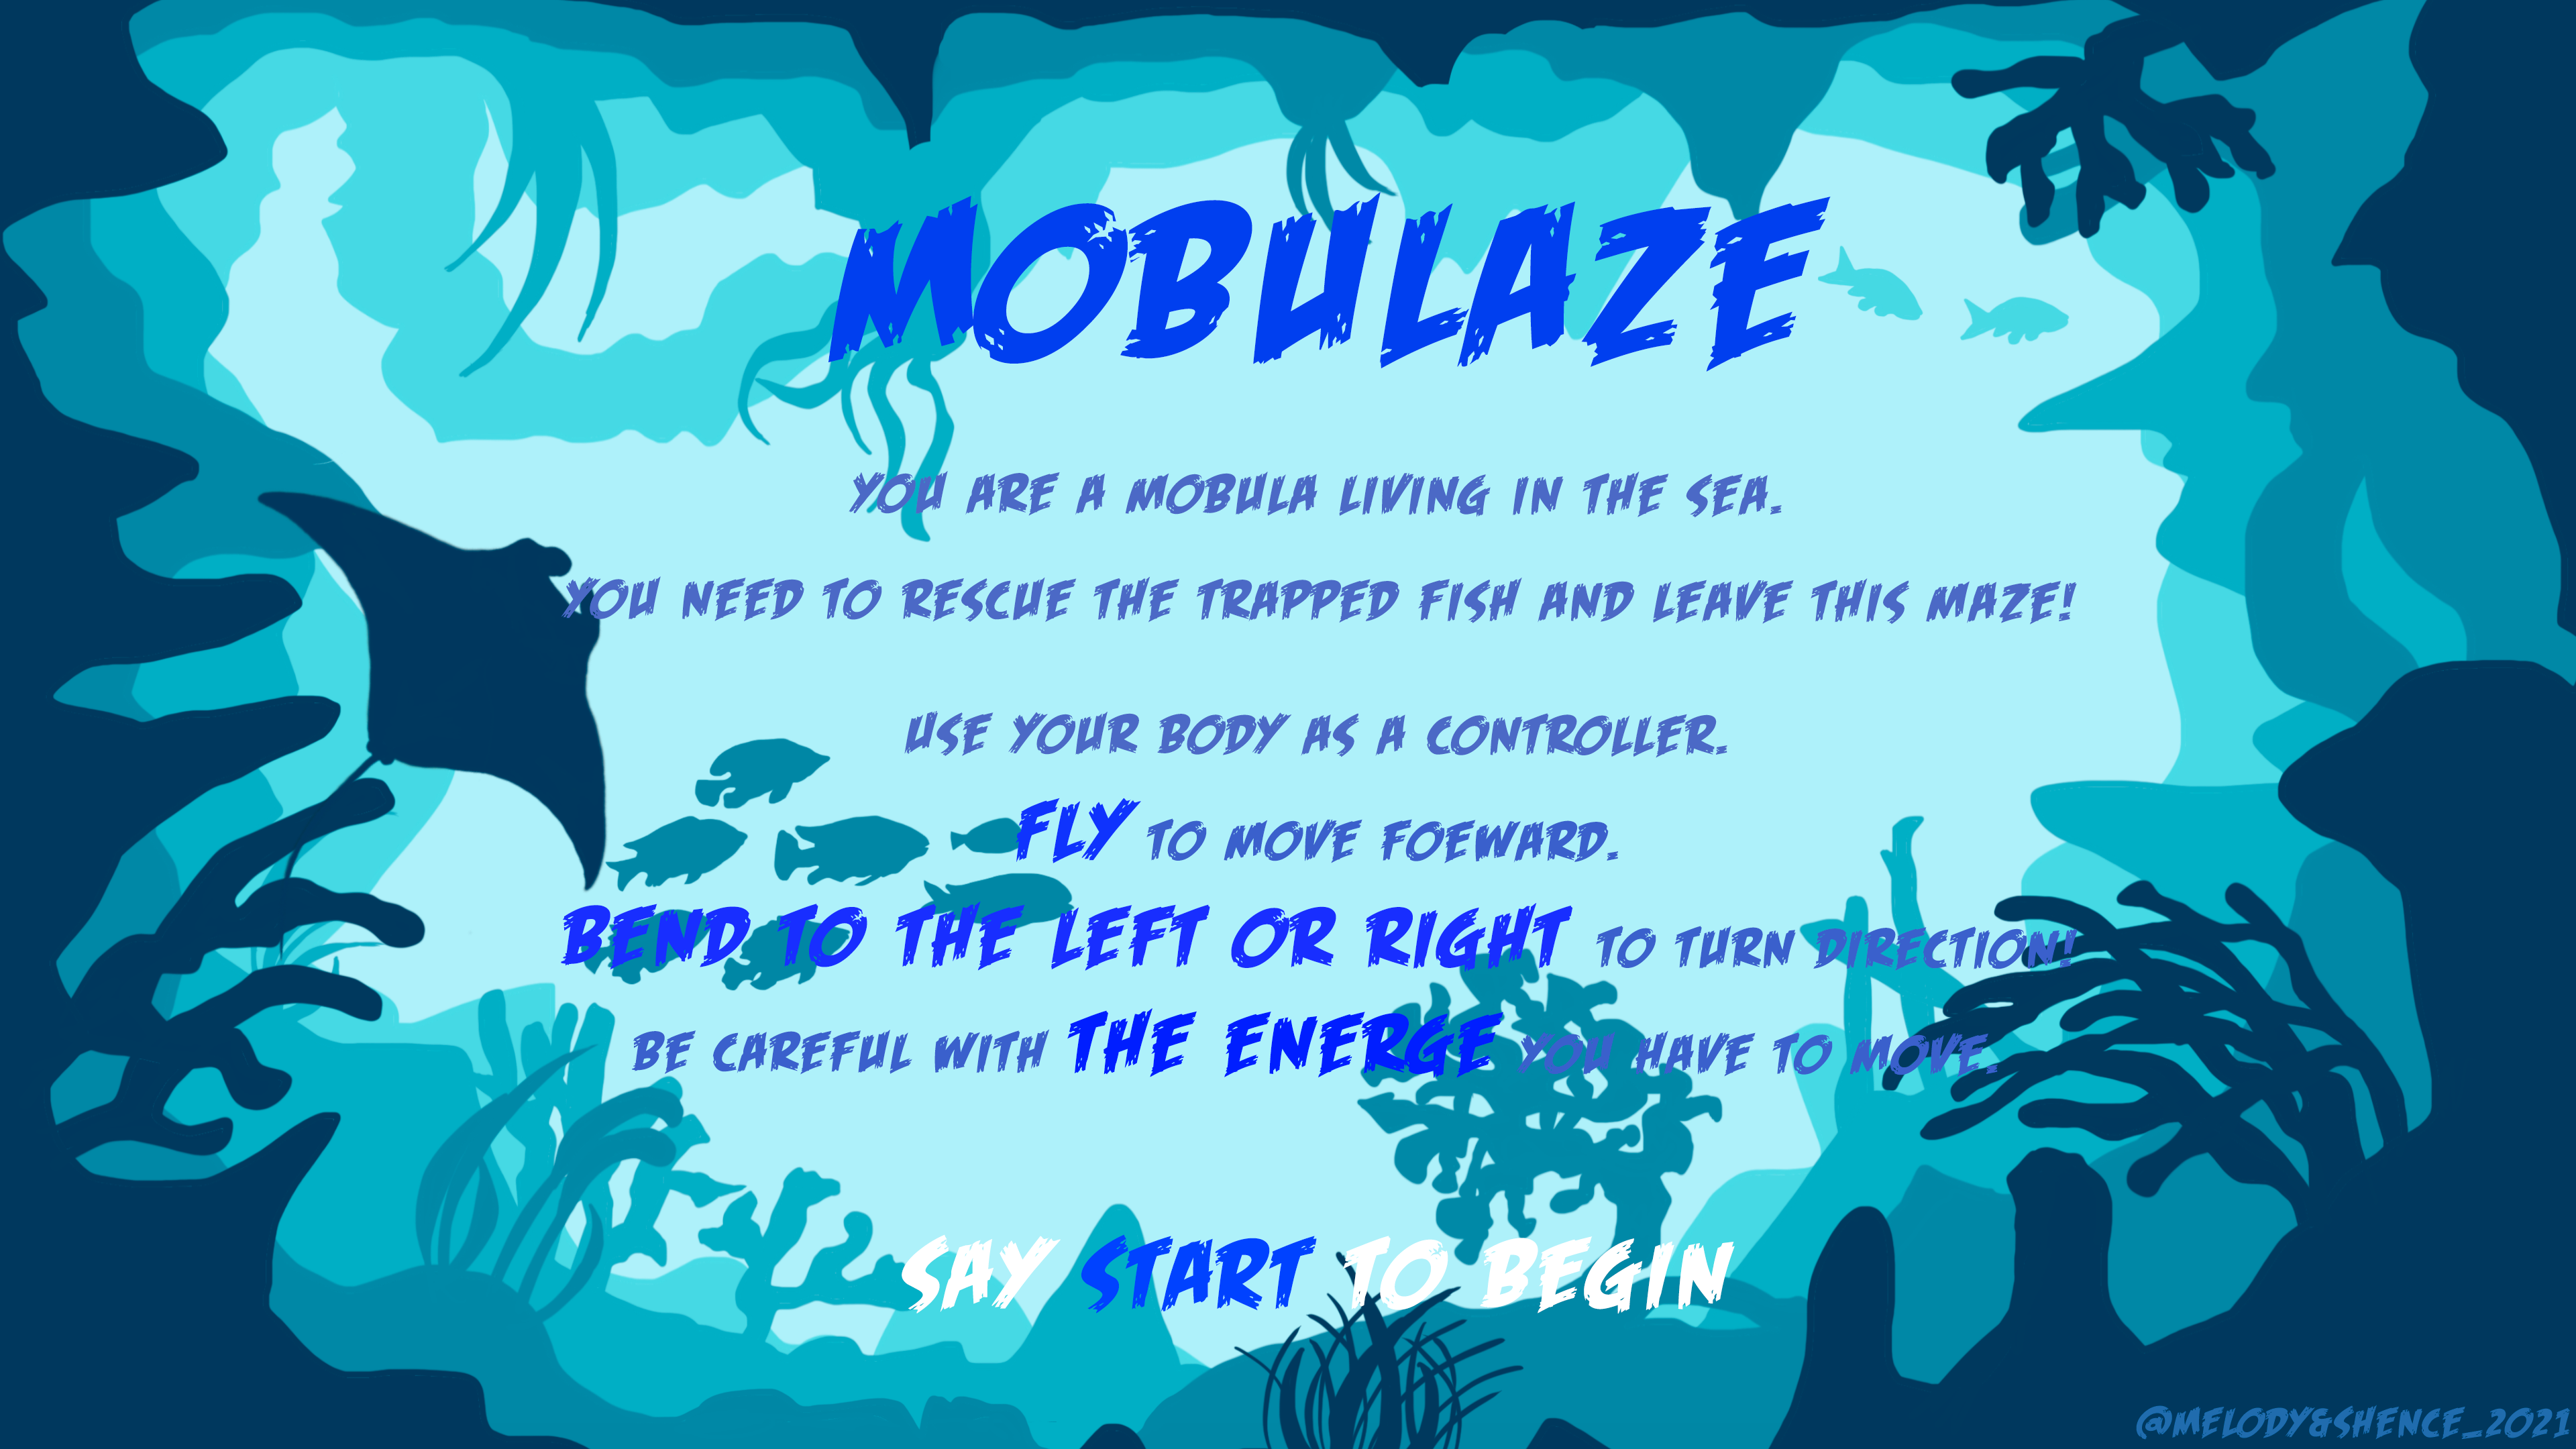 MOBULAZE
YOU ARE A MOBULA LIVING IN THE SEA.
YOU NEED TO RESCUE THE TRAPPED FISH AND LEAVE THIS MAZE!
USE YOUR BODY AS A CONTROLLER.
FLY TO MOVE FOEWARD.
BEND TO THE LEFT OR RIGHT TO TURN DIRECTION!
BE CAREFUL WITH THE ENERGE YOU HAVE TO MOVE.
SAY START TO BEGIN
@MELODY&SHENCE_2021